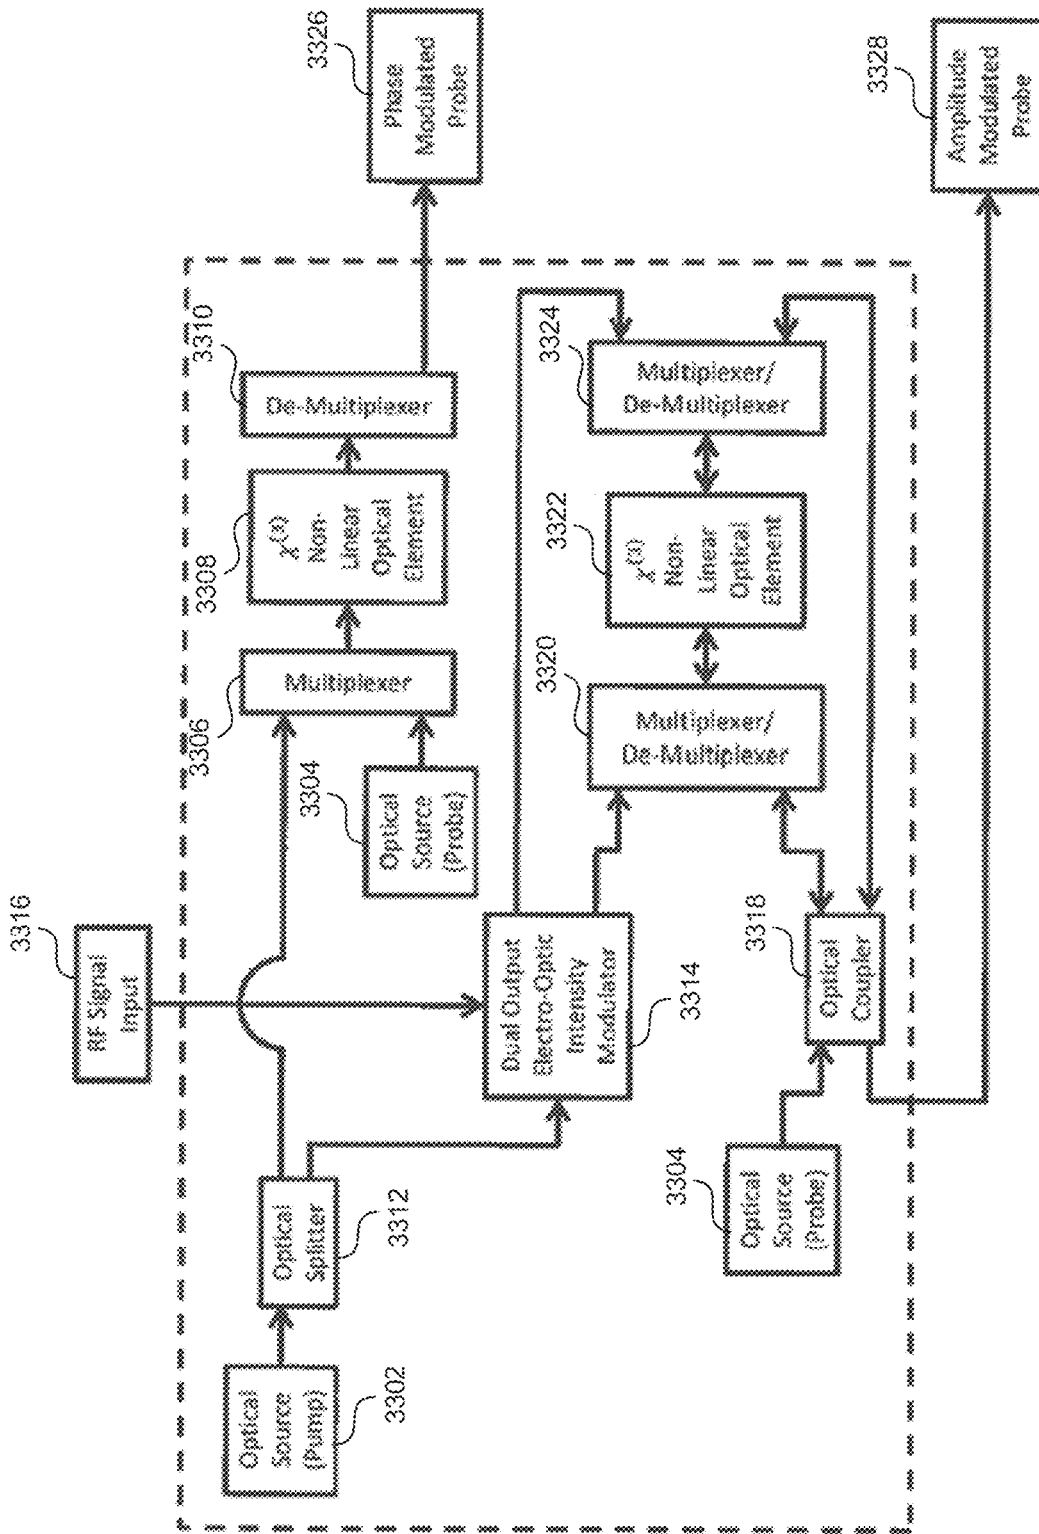 3316
RF Signal
Input
Optical
Source
(Pump)
3302
Optical
Splitter
3312
3306
Multiplexer
3308
χ(3)
Non-
Linear
Optical
Element
3310
De-Multiplexer
3326
Phase
Modulated
Probe
3304
Optical
Source
(Probe)
Dual Output
Electro-Optic
Intensity
Modulator
3314
3320
Multiplexer/
De-Multiplexer
3322
χ(3)
Non-
Linear
Optical
Element
3324
Multiplexer/
De-Multiplexer
3304
Optical
Source
(Probe)
3318
Optical
Coupler
3328
Amplitude
Modulated
Probe